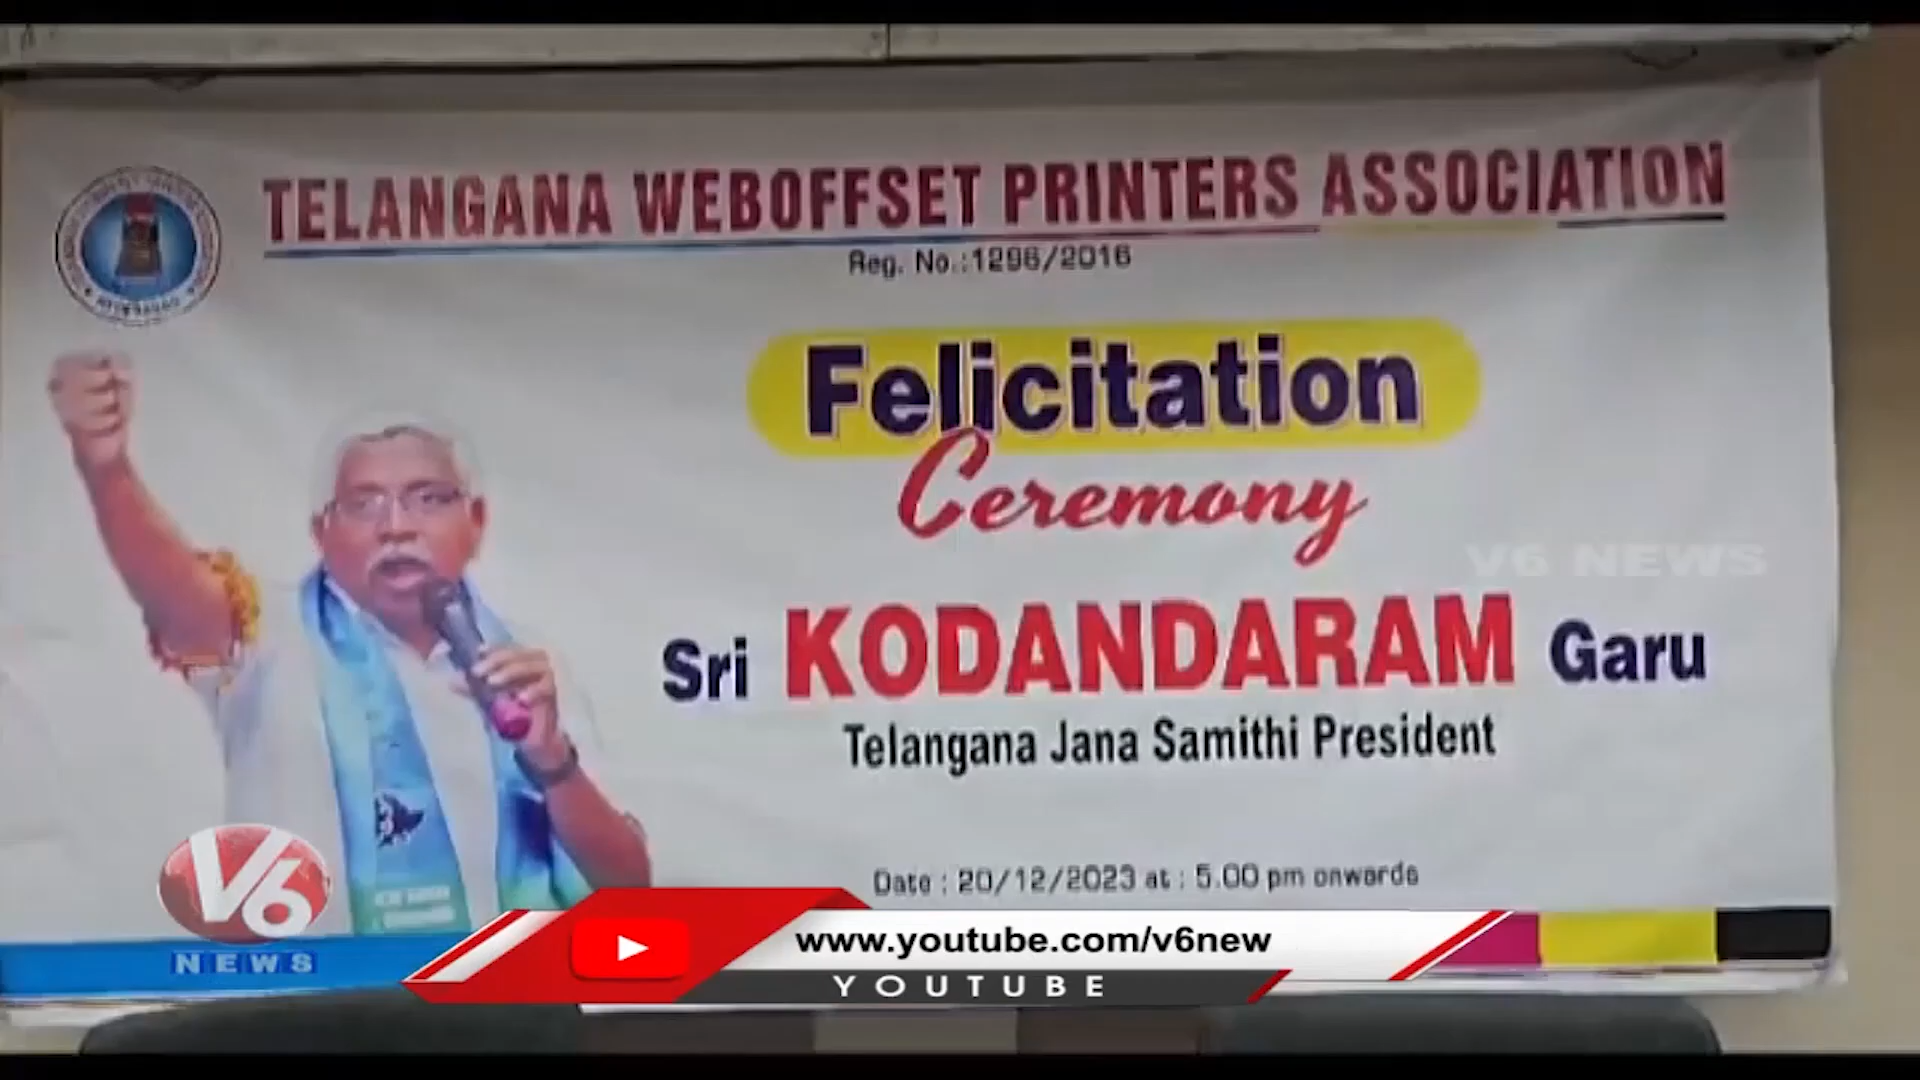 TELANGANA WEBOFFSET PRINTERS ASSOCIATION
Reg. No.:1296/2016
Felicitation
Ceremony
V6 NEWS
Sri KODANDARAM Garu
Telangana Jana Samithi President
Date : 20/12/2023 at : 5.00 pm onwards
V6
NEWS
www.youtube.com/v6new
YOUTUBE